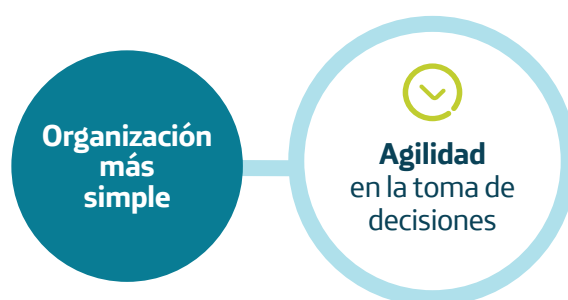 Organización
más
simple
Agilidad
en la toma de
decisiones